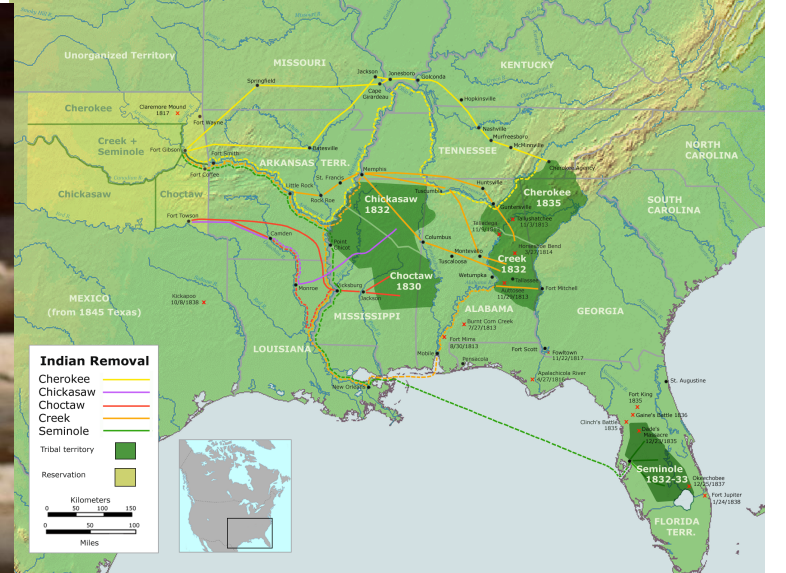 Unorganized Territory
MISSOURI
KENTUCKY
Springfield
Jackson
Jonesboro
Golconda
Cape
Girardeau
Hopkinsville
Cherokee
Claremore Mound
1817
Fort Wayne
Nashville
Murfreesboro
McMinnville
Creek +
Seminole
Fort Gibson
Fort Smith
Fort Coffee
Batesville
ARKANSAS TERR.
TENNESSEE
NORTH
CAROLINA
Cherokee Agency
Memphis
St. Francis
Little Rock
Rock Roe
Tuscumbia
Huntsville
Guntersville
Cherokee
1835
SOUTH
CAROLINA
Chickasaw
Choctaw
Chickasaw
1832
Fort Towson
Camden
Point
Chicot
Columbus
Tallushatchee
11/3/1813
Talladega
Horseshoe Bend
3/27/1814
Montevallo
Tuscaloosa
Creek
1832
Wetumpka
Fort Mitchell
Autossee
11/29/1813
Choctaw
1830
Vicksburg
Jackson
Monroe
MEXICO
(from 1845 Texas)
Kickapoo
10/8/1838
MISSISSIPPI
ALABAMA
GEORGIA
Burnt Corn Creek
7/27/1813
Fort Mims
8/30/1813
LOUISIANA
Mobile
Pensacola
Fort Scott
Fowltown
11/22/1817
Apalachicola River
4/27/1816
New Orleans
St. Augustine
Fort King
1835
Gaine's Battle 1836
Clinch's Battle
1835
Dade's
Massacre
12/23/1835
Seminole
1832-33
Okeechobee
12/25/1837
Fort Jupiter
1/24/1838
FLORIDA
TERR.
Indian Removal
Cherokee
Chickasaw
Choctaw
Creek
Seminole
Tribal territory
Reservation
Kilometers
0 50 100 150
0 50 100
Miles